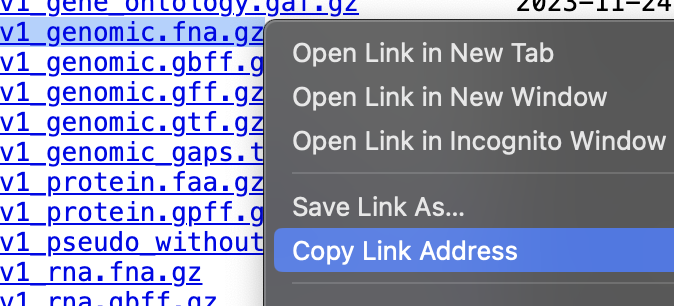 v1_gene_ontology.gaf.gz 2023-11-24
v1_genomic.fna.gz
v1_genomic.gbff.g
v1_genomic.gff.gz
v1_genomic.gtf.gz
v1_genomic_gaps.t
v1_protein.faa.gz
v1_protein.gpff.g
v1_pseudo_without
v1_rna.fna.gz
v1_rna.gbff.gz
Open Link in New Tab
Open Link in New Window
Open Link in Incognito Window
Save Link As...
Copy Link Address